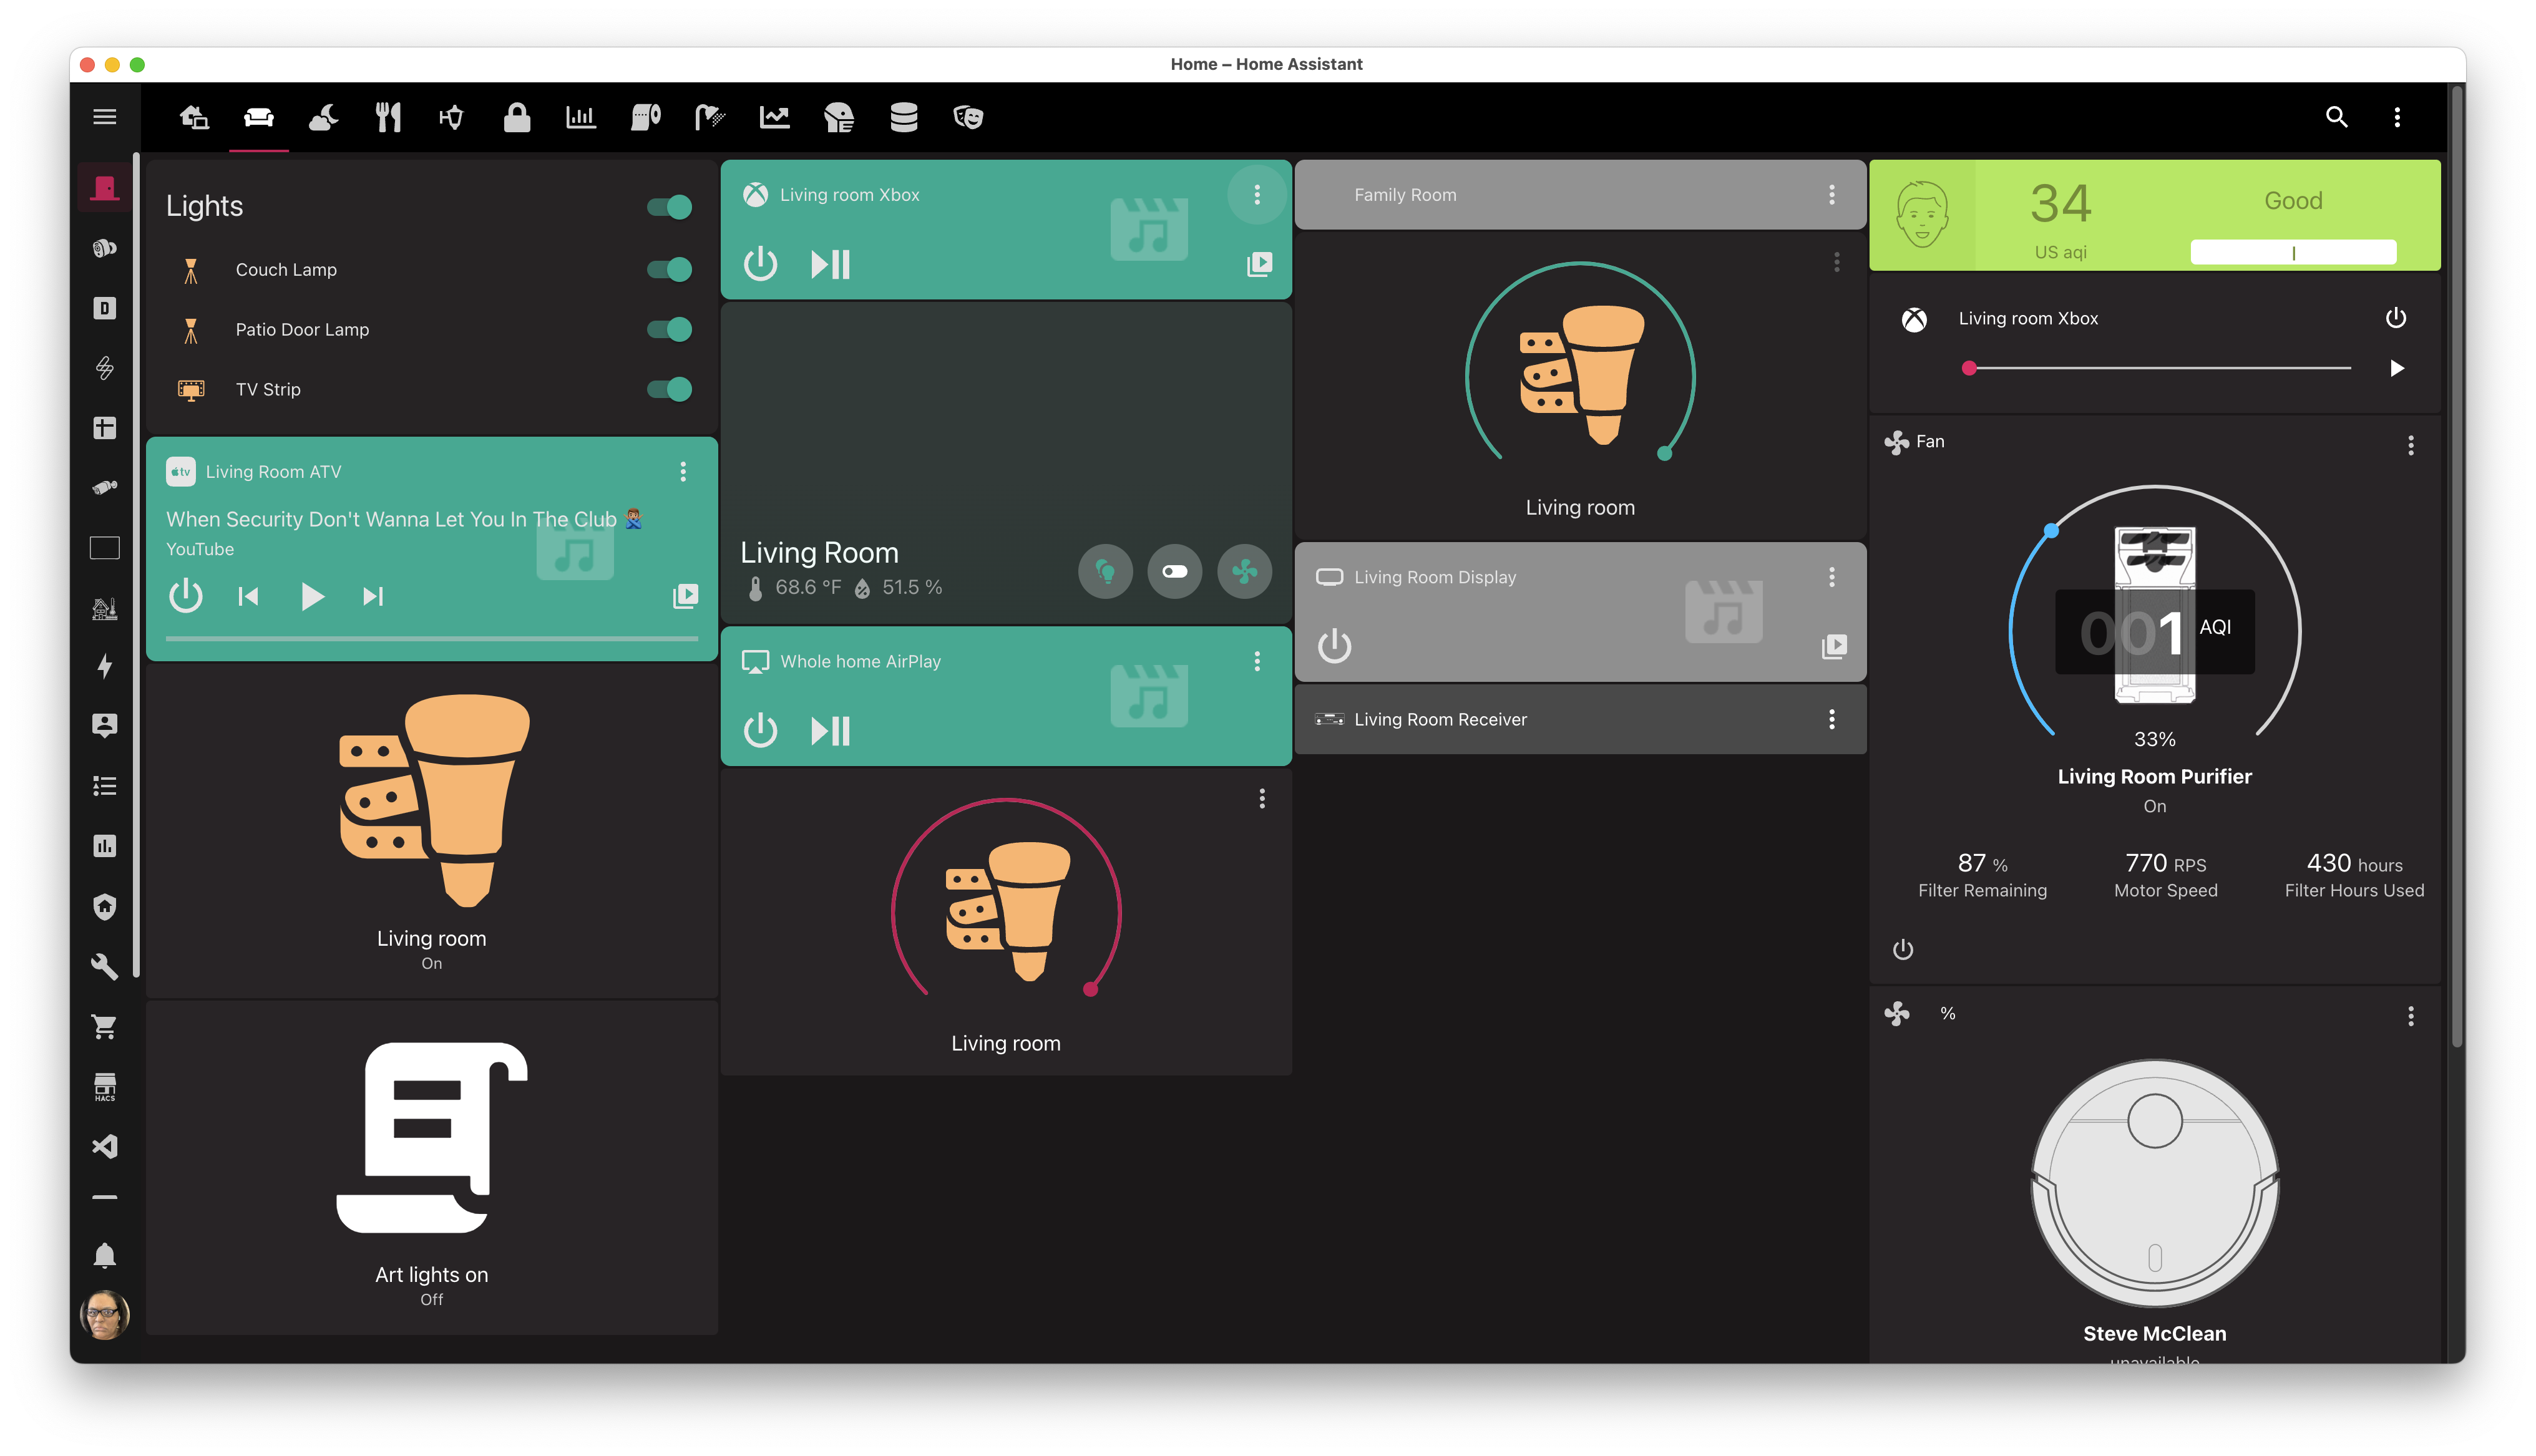 Home – Home Assistant
Lights
Couch Lamp
Patio Door Lamp
TV Strip
tv
Living Room ATV
When Security Don't Wanna Let You In The Club 🙅🏾‍♂️
YouTube
Living room
On
Art lights on
Off
Living room Xbox
Living Room
68.6 °F 51.5 %
Whole home AirPlay
Living room
Family Room
Living room
Living Room Display
Living Room Receiver
34
US aqi
Good
Living room Xbox
Fan
001 AQI
33%
Living Room Purifier
On
87 %
Filter Remaining
770 RPS
Motor Speed
430 hours
Filter Hours Used
%
Steve McClean
unavailable
D
HACS